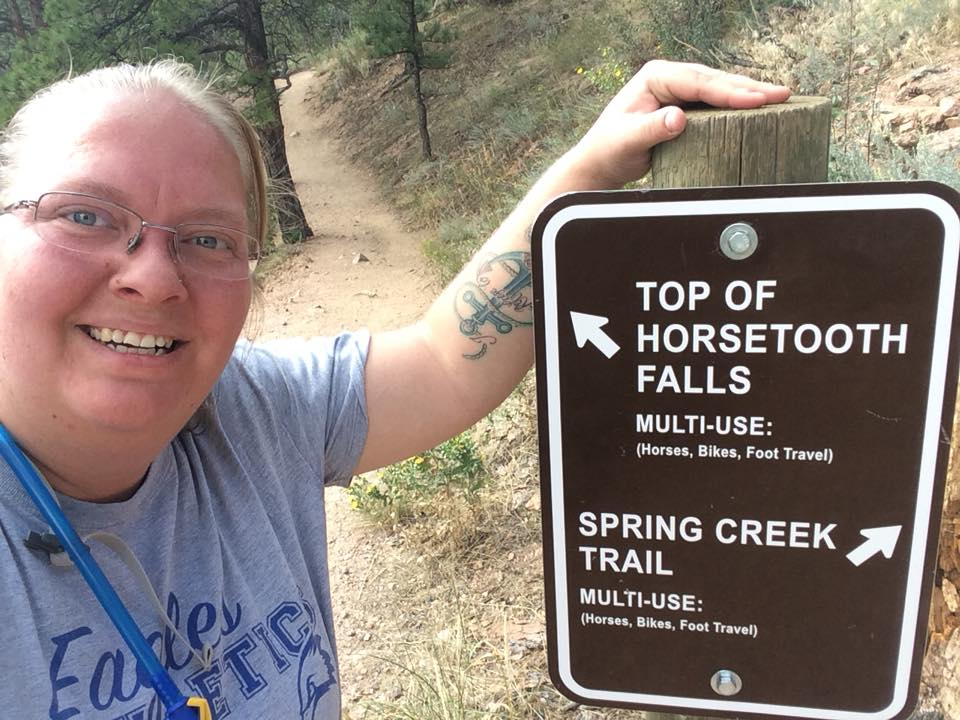 TOP OF
HORSETOOTH
FALLS
MULTI-USE:
(Horses, Bikes, Foot Travel)
SPRING CREEK
TRAIL
MULTI-USE:
(Horses, Bikes, Foot Travel)
Eagles